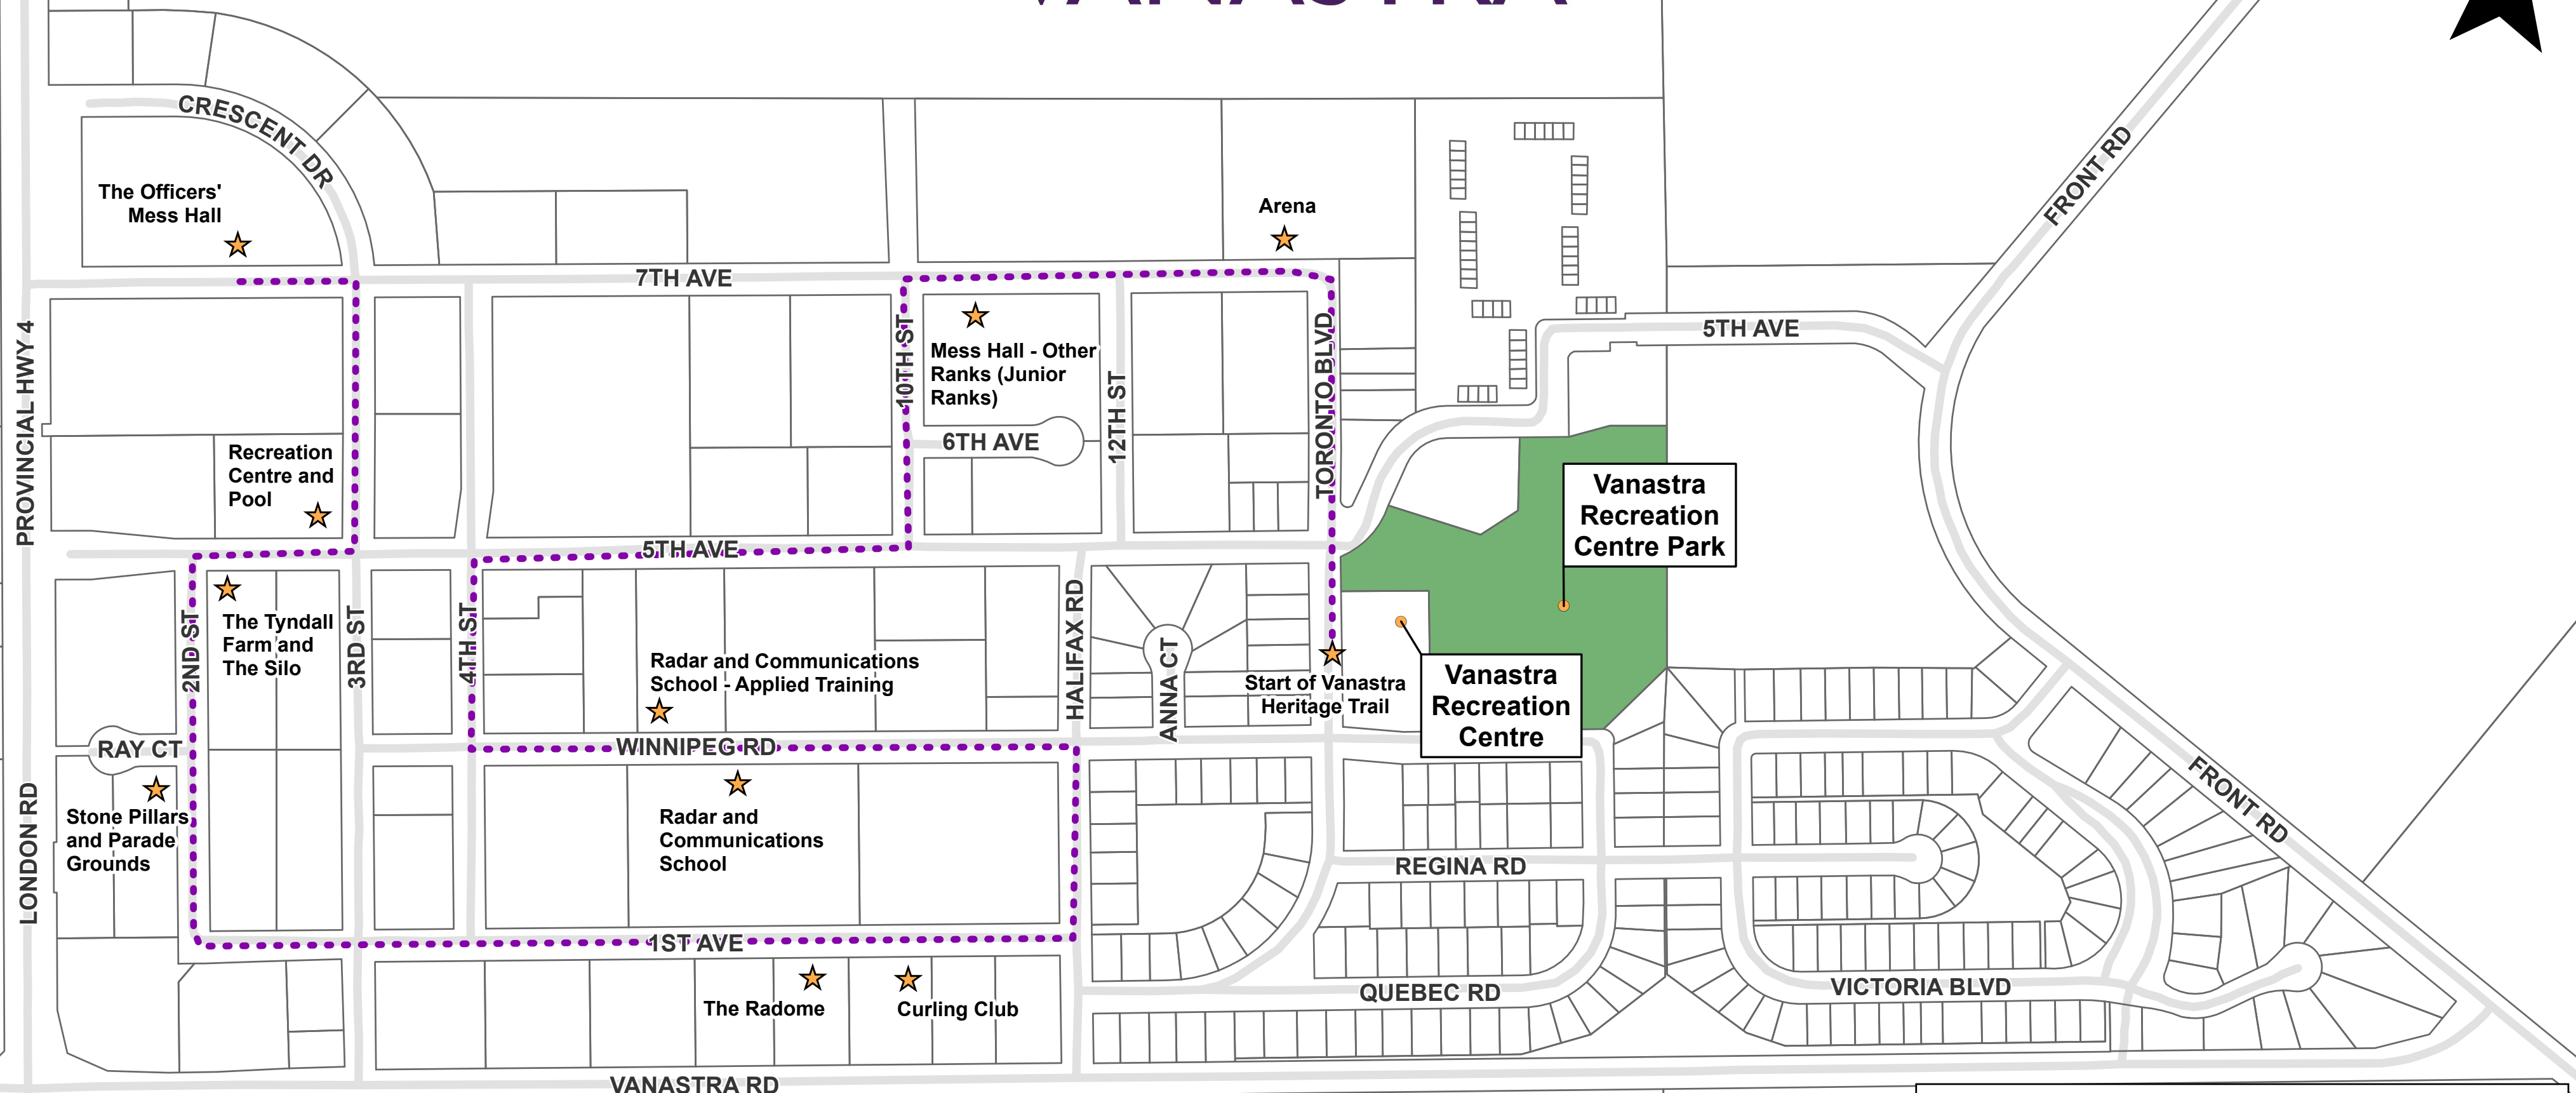 VANASTRA
CRESCENT DR
FRONT RD
The Officers'
Mess Hall
Arena
7TH AVE
5TH AVE
PROVINCIAL HWY 4
10TH ST
Mess Hall - Other
Ranks (Junior
Ranks)
12TH ST
TORONTO BLVD
6TH AVE
Recreation
Centre and
Pool
Vanastra
Recreation
Centre Park
5TH AVE
2ND ST
The Tyndall
Farm and
The Silo
3RD ST
4TH ST
Radar and Communications
School - Applied Training
HALIFAX RD
ANNA CT
Start of Vanastra
Heritage Trail
Vanastra
Recreation
Centre
RAY CT
WINNIPEG RD
LONDON RD
Stone Pillars
and Parade
Grounds
Radar and
Communications
School
FRONT RD
REGINA RD
1ST AVE
The Radome
Curling Club
QUEBEC RD
VICTORIA BLVD
VANASTRA RD